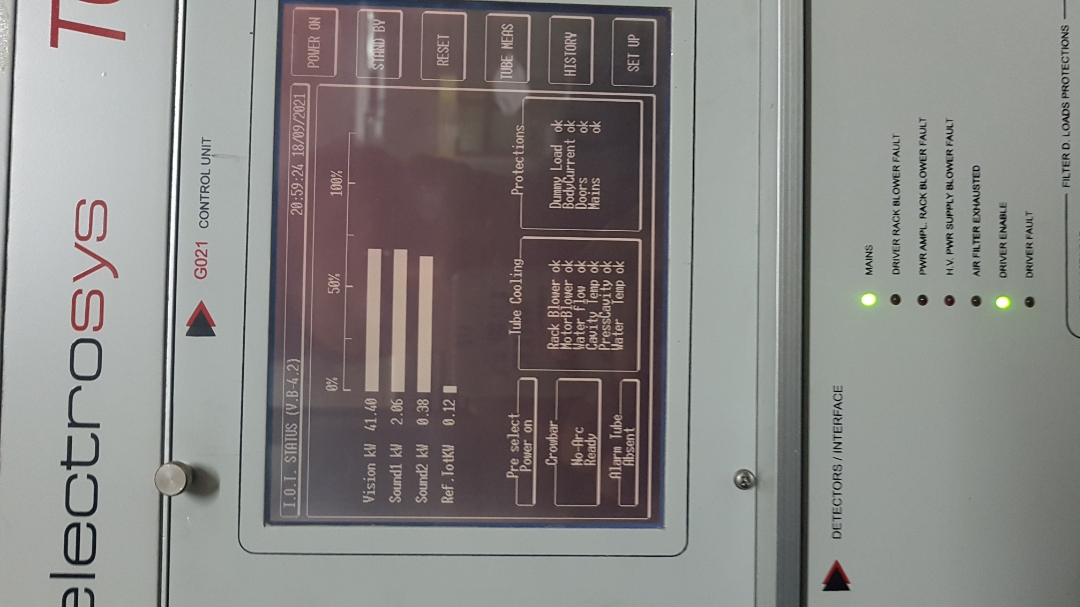 electrosys
G021 CONTROL UNIT
I.O.T. STATUS (V.B-4.2) 20:59:24 18/09/2021
0% 50% 100%
Vision kW 41.40
Sound1 kW 2.06
Sound2 kW 0.38
Ref.TotKW 0.12
POWER ON
STAND BY
RESET
TUBE MEAS
HISTORY
SET UP
Pre select
Power on
Crowbar
No-Arc
Ready
Alarm Tube
Absent
Tube Cooling
Rack Blower ok
MotorBlower ok
Water flow ok
Cavity Temp ok
PressCavity ok
Water Temp ok
Protections
Dummy Load ok
BodyCurrent ok
Doors ok
Mains ok
DETECTORS / INTERFACE
MAINS
DRIVER RACK BLOWER FAULT
PWR AMPL. RACK BLOWER FAULT
H.V. PWR SUPPLY BLOWER FAULT
AIR FILTER EXHAUSTED
DRIVER ENABLE
DRIVER FAULT
FILTER D. LOADS PROTECTIONS